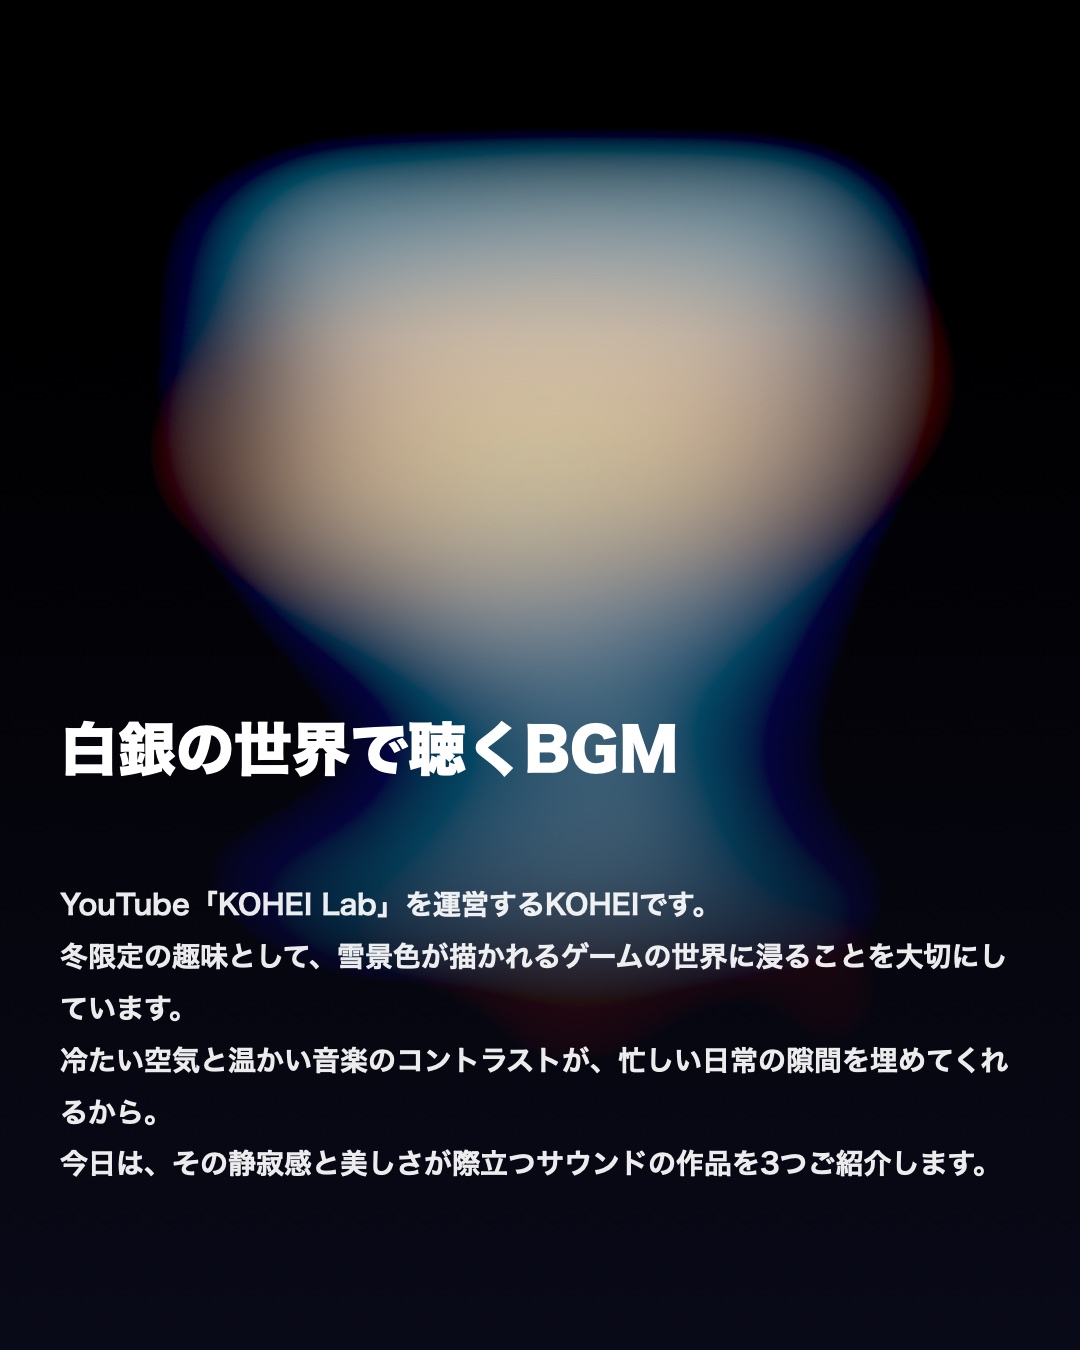 白銀の世界で聴くBGM
YouTube「KOHEI Lab」を運営するKOHEIです。
冬限定の趣味として、雪景色が描かれるゲームの世界に浸ることを大切にし
ています。
冷たい空気と温かい音楽のコントラストが、忙しい日常の隙間を埋めてくれ
るから。
今日は、その静寂感と美しさが際立つサウンドの作品を3つご紹介します。